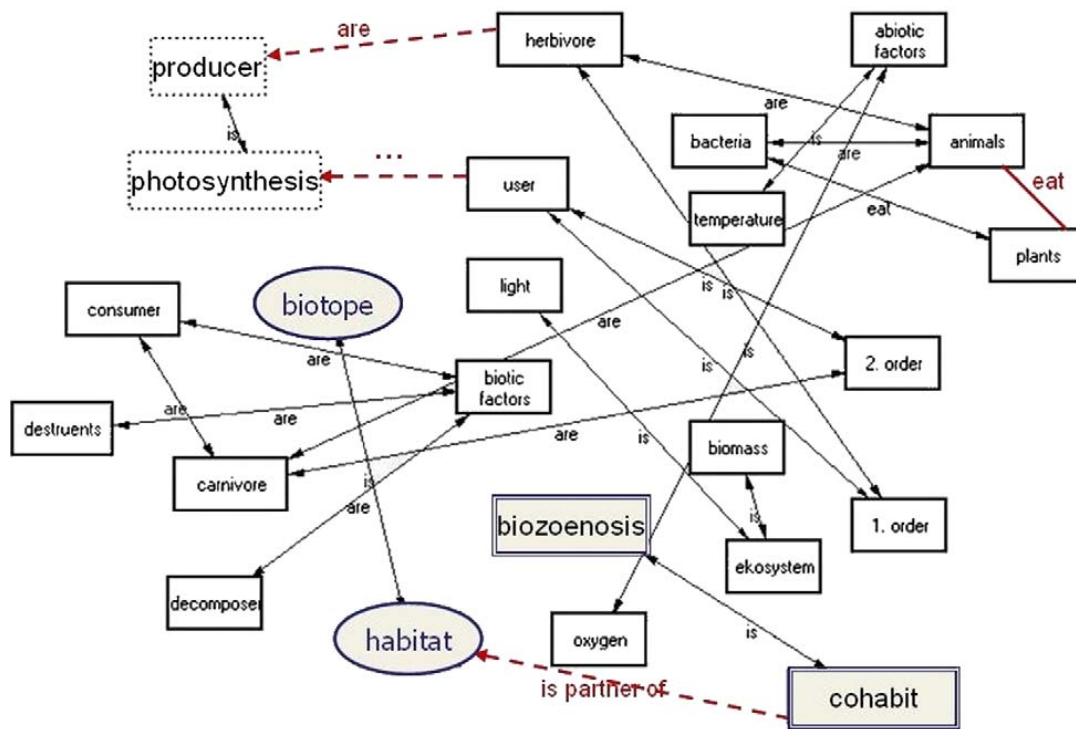 are
herbivore
abiotic
factors
producer
are
is
bacteria
is
are
animals
...
photosynthesis
user
eat
temperature
eat
plants
light
biotope
is
is
consumer
are
are
is
is
2. order
biotic
factors
destruents
are
are
are
is
biomass
carnivore
is
are
is
1. order
biozoenosis
ekosystem
decomposer
habitat
oxygen
is
is partner of
cohabit